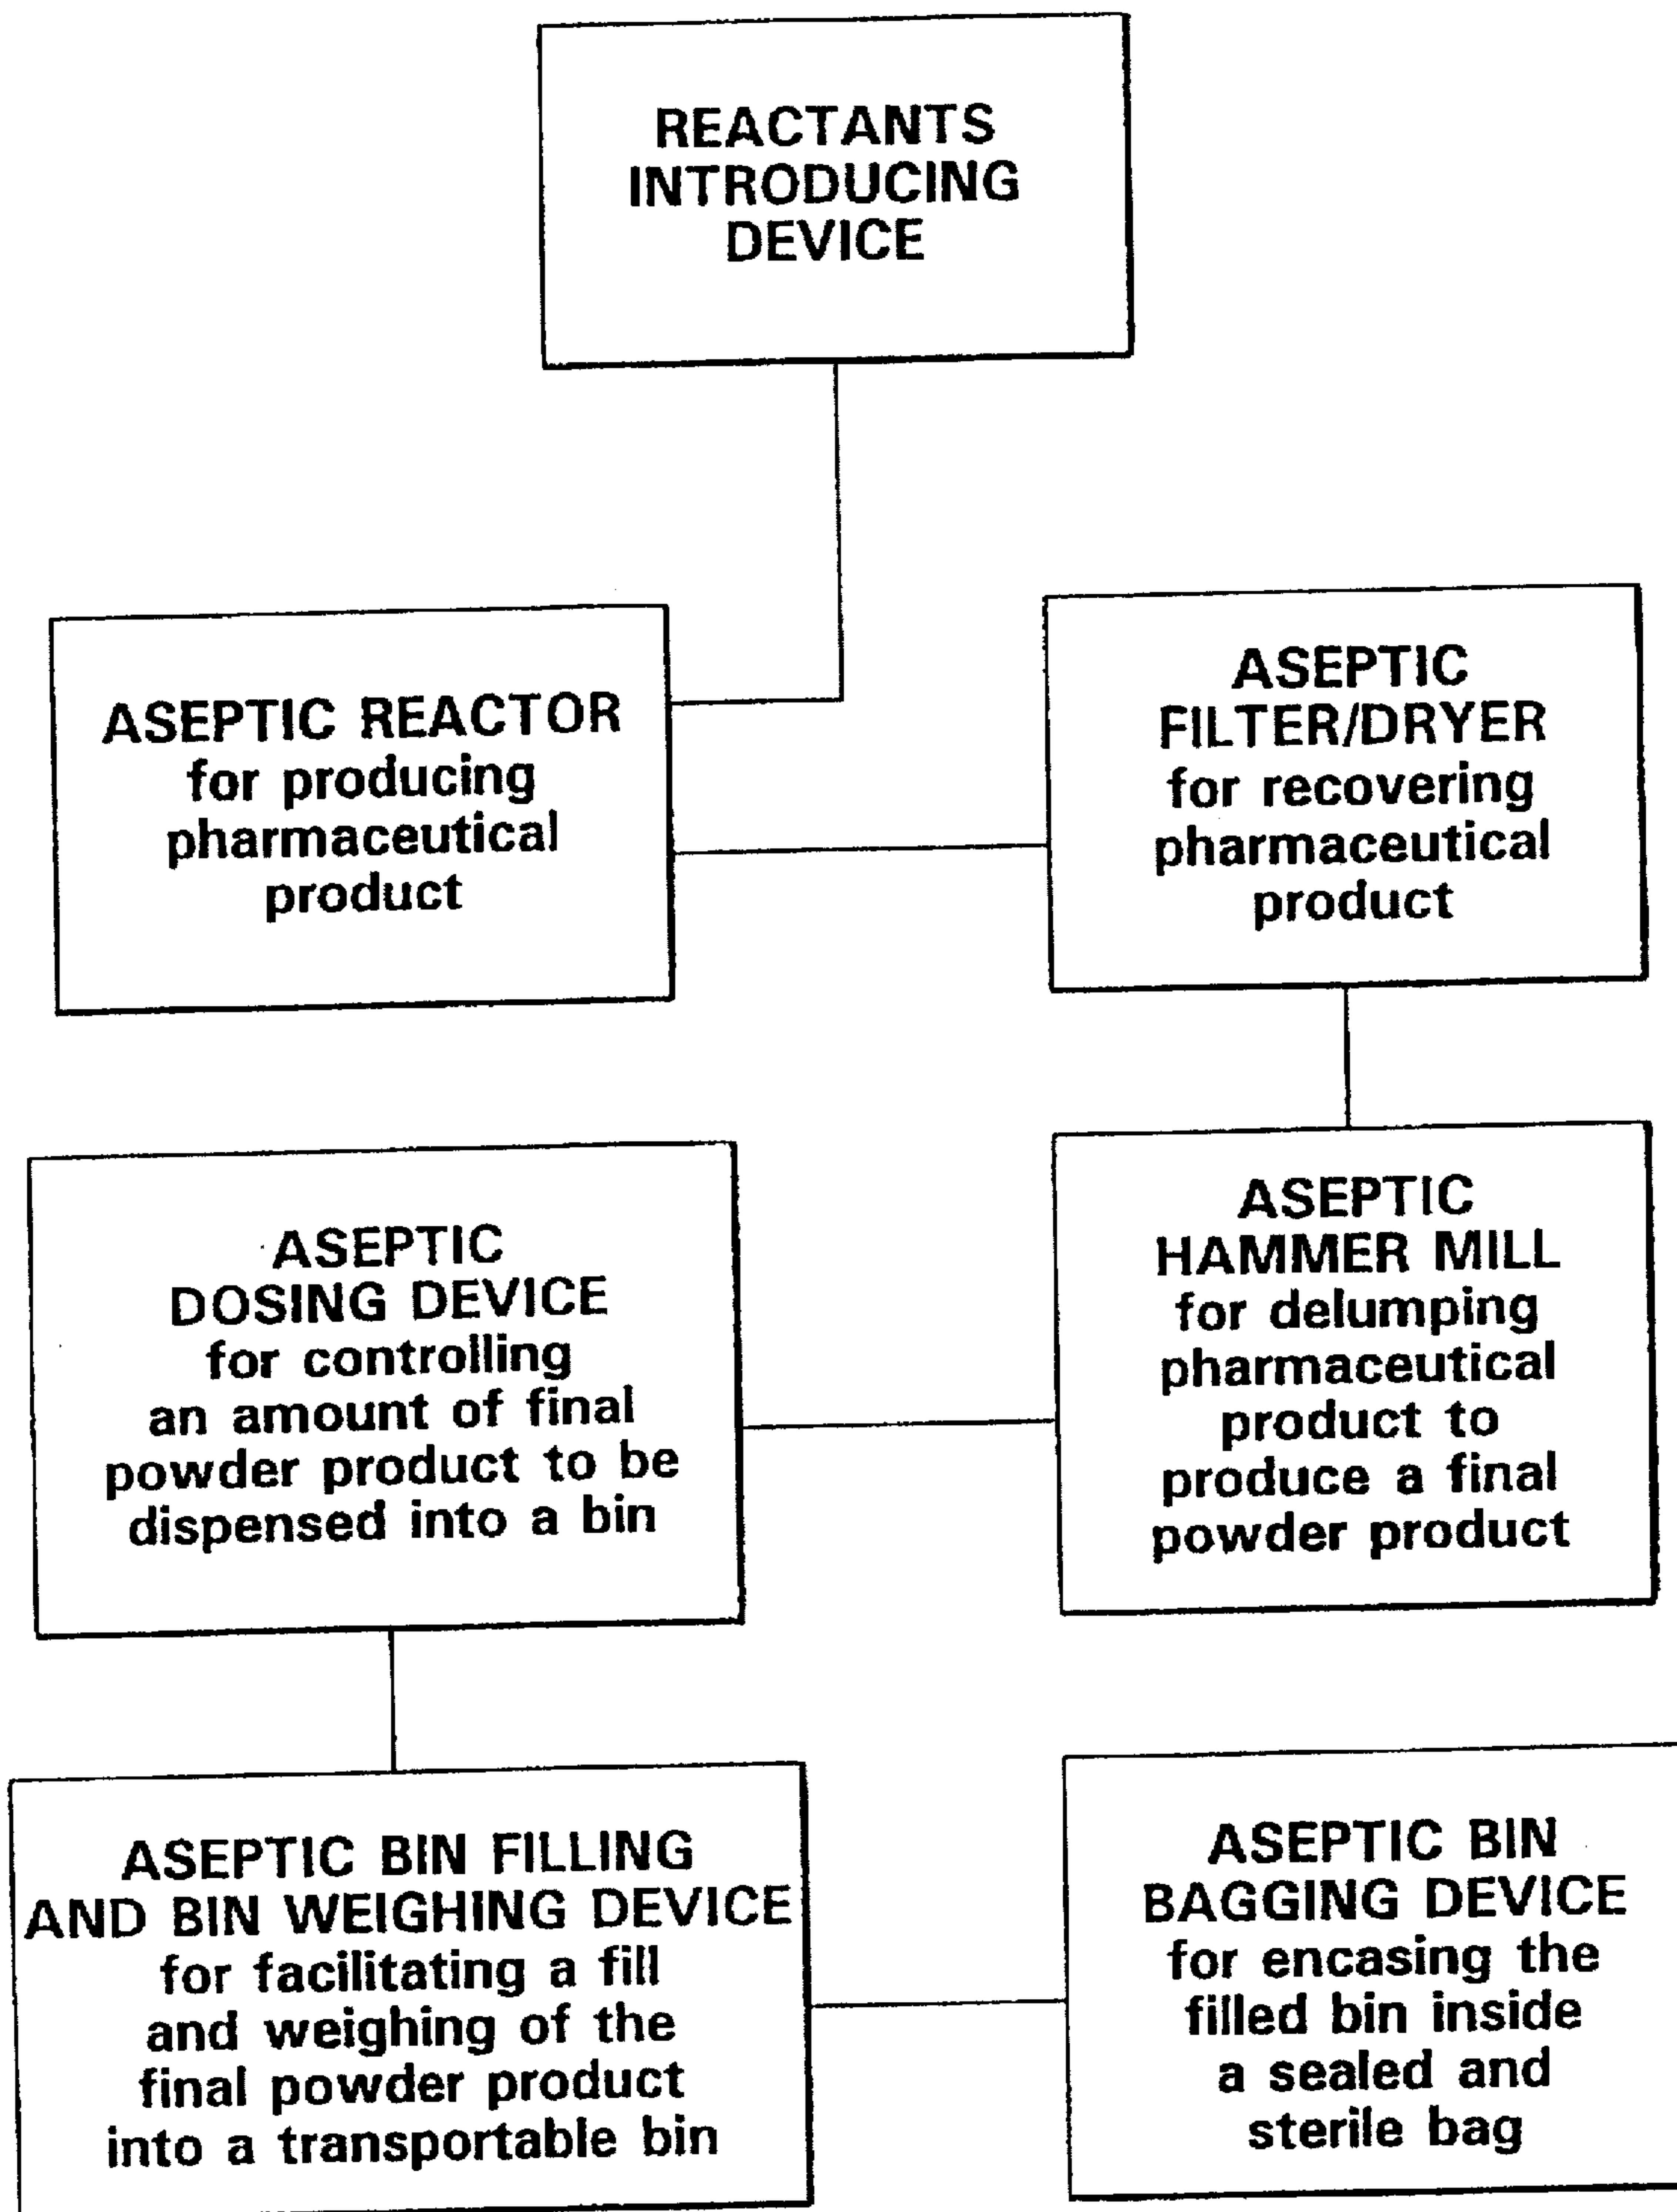 REACTANTS
INTRODUCING
DEVICE
ASEPTIC REACTOR
for producing
pharmaceutical
product
ASEPTIC
FILTER/DRYER
for recovering
pharmaceutical
product
ASEPTIC
DOSING DEVICE
for controlling
an amount of final
powder product to be
dispensed into a bin
ASEPTIC
HAMMER MILL
for delumping
pharmaceutical
product to
produce a final
powder product
ASEPTIC BIN FILLING
AND BIN WEIGHING DEVICE
for facilitating a fill
and weighing of the
final powder product
into a transportable bin
ASEPTIC BIN
BAGGING DEVICE
for encasing the
filled bin inside
a sealed and
sterile bag